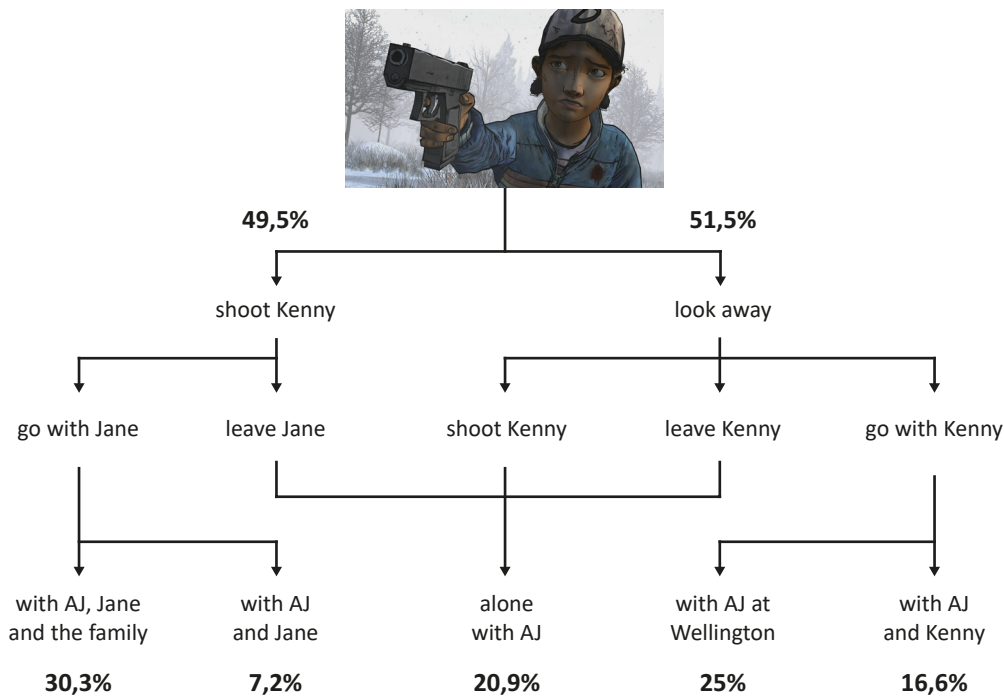 49,5%
51,5%
shoot Kenny
look away
go with Jane
leave Jane
shoot Kenny
leave Kenny
go with Kenny
with AJ, Jane
and the family
with AJ
and Jane
alone
with AJ
with AJ at
Wellington
with AJ
and Kenny
30,3%
7,2%
20,9%
25%
16,6%